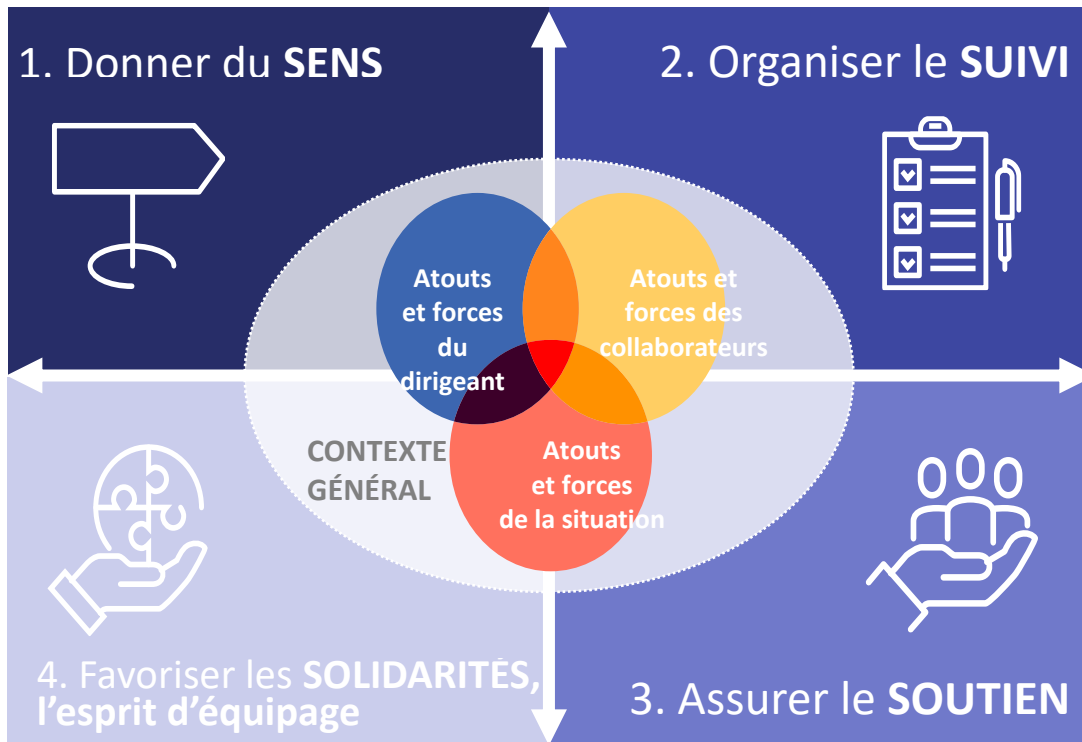 1. Donner du SENS
2. Organiser le SUIVI
Atouts
et forces
du
dirigeant
Atouts et
forces des
collaborateurs
CONTEXTE
GÉNÉRAL
Atouts
et forces
de la situation
4. Favoriser les SOLIDARITÉS,
l'esprit d'équipage
3. Assurer le SOUTIEN